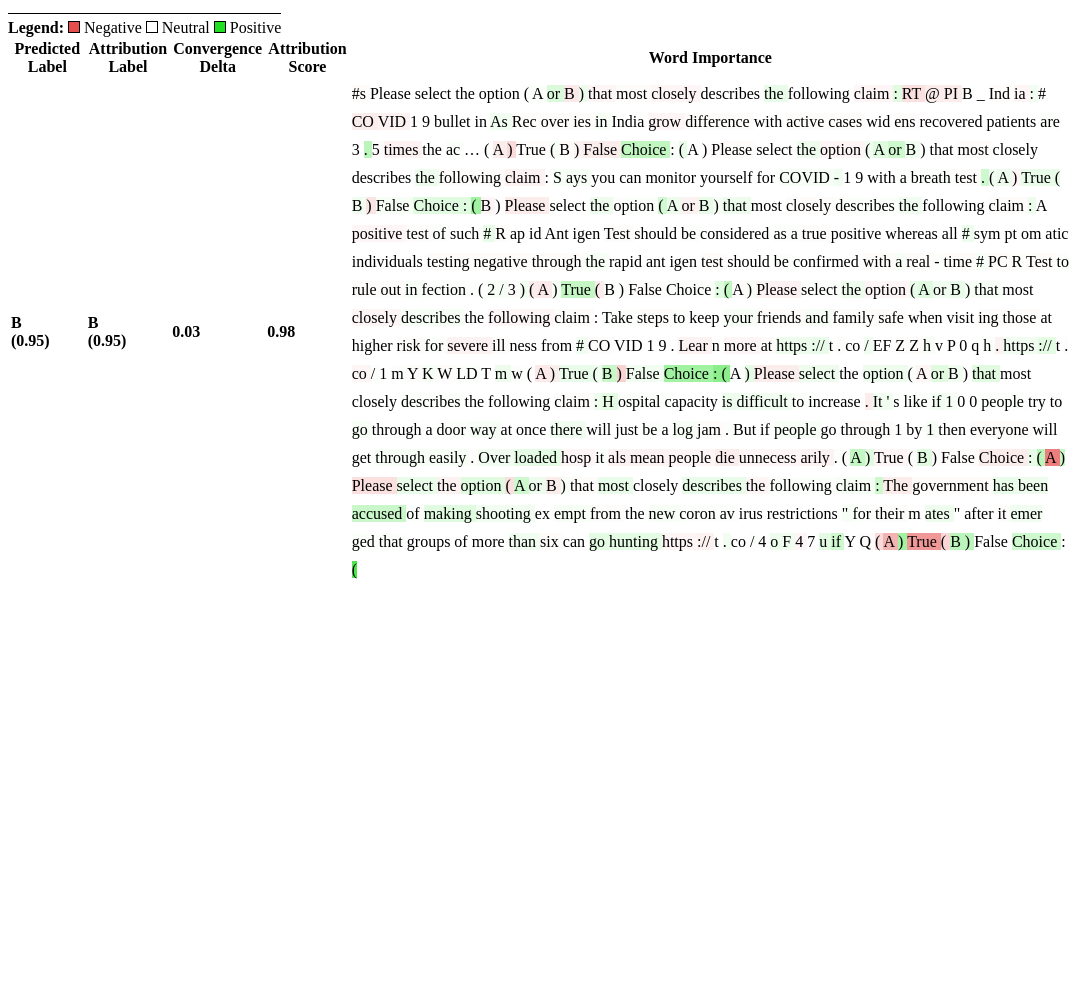 Legend: Negative Neutral Positive
Predicted Label Attribution Label Convergence Delta Attribution Score Word Importance
#s Please select the option ( A or B ) that most closely describes the following claim : RT @ PI B _ Ind ia : #
CO VID 1 9 bullet in As Rec over ies in India grow difference with active cases wid ens recovered patients are
3 . 5 times the ac … ( A ) True ( B ) False Choice : ( A ) Please select the option ( A or B ) that most closely
describes the following claim : S ays you can monitor yourself for COVID - 1 9 with a breath test . ( A ) True (
B ) False Choice : ( B ) Please select the option ( A or B ) that most closely describes the following claim : A
positive test of such # R ap id Ant igen Test should be considered as a true positive whereas all # sym pt om atic
individuals testing negative through the rapid ant igen test should be confirmed with a real - time # PC R Test to
rule out in fection . ( 2 / 3 ) ( A ) True ( B ) False Choice : ( A ) Please select the option ( A or B ) that most
closely describes the following claim : Take steps to keep your friends and family safe when visit ing those at
B (0.95) B (0.95) 0.03 0.98
higher risk for severe ill ness from # CO VID 1 9 . Lear n more at https :// t . co / EF Z Z h v P 0 q h . https :// t .
co / 1 m Y K W LD T m w ( A ) True ( B ) False Choice : ( A ) Please select the option ( A or B ) that most
closely describes the following claim : H ospital capacity is difficult to increase . It ' s like if 1 0 0 people try to
go through a door way at once there will just be a log jam . But if people go through 1 by 1 then everyone will
get through easily . Over loaded hosp it als mean people die unnecess arily . ( A ) True ( B ) False Choice : ( A )
Please select the option ( A or B ) that most closely describes the following claim : The government has been
accused of making shooting ex empt from the new coron av irus restrictions " for their m ates " after it emer
ged that groups of more than six can go hunting https :// t . co / 4 o F 4 7 u if Y Q ( A ) True ( B ) False Choice :
(